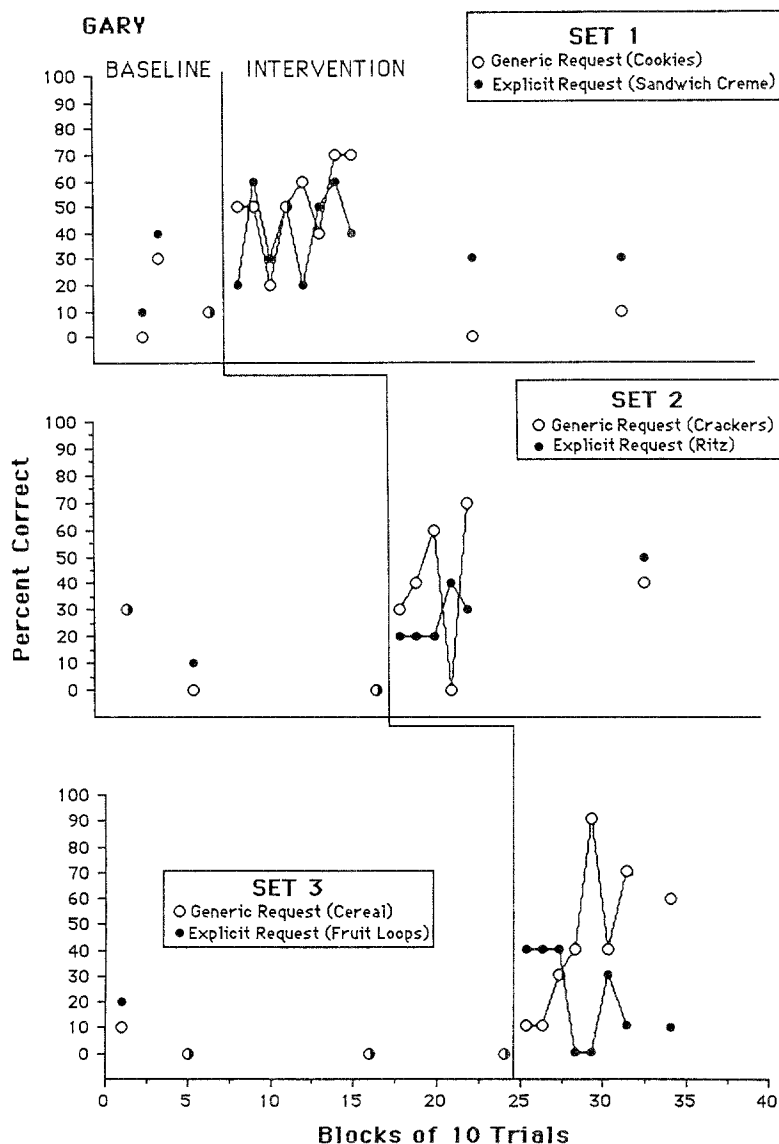 GARY
SET 1
Generic Request (Cookies)
Explicit Request (Sandwich Creme)
BASELINE
INTERVENTION
100
90
80
70
60
50
40
30
20
10
0
SET 2
Generic Request (Crackers)
Explicit Request (Ritz)
Percent Correct
100
90
80
70
60
50
40
30
20
10
0
SET 3
Generic Request (Cereal)
Explicit Request (Fruit Loops)
100
90
80
70
60
50
40
30
20
10
0
0 5 10 15 20 25 30 35 40
Blocks of 10 Trials